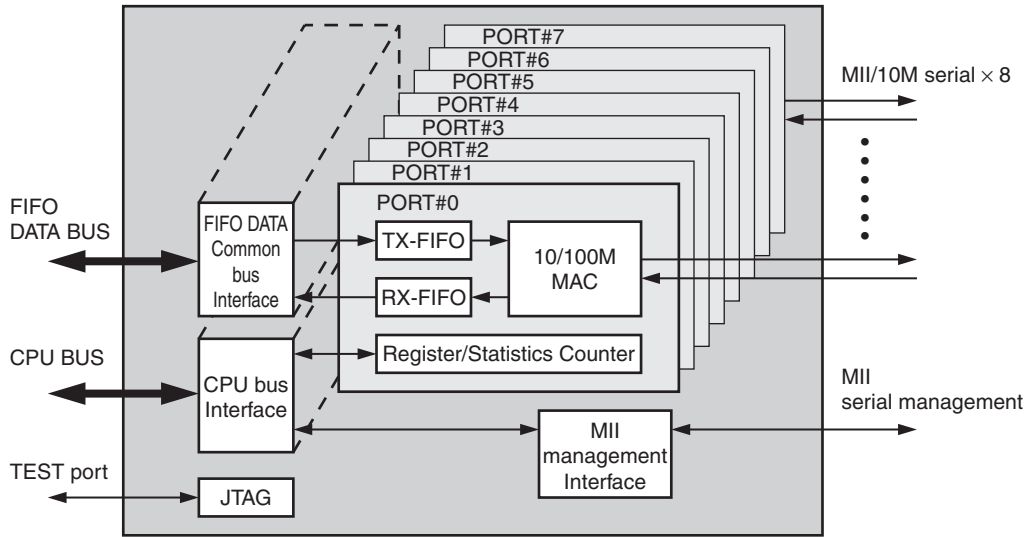 PORT#7
PORT#6
PORT#5
PORT#4
PORT#3
PORT#2
PORT#1
PORT#0
MII/10M serial × 8
FIFO
DATA BUS
FIFO DATA
Common
bus
Interface
TX-FIFO
RX-FIFO
10/100M
MAC
Register/Statistics Counter
CPU BUS
CPU bus
Interface
MII
serial management
MII
management
Interface
TEST port
JTAG